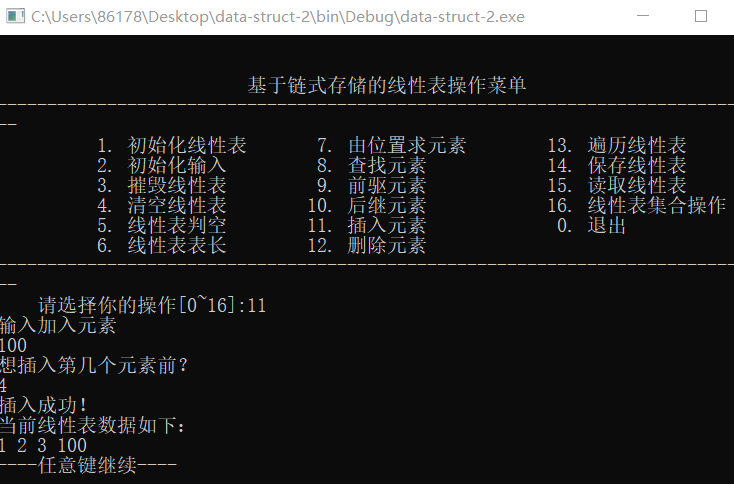 C:\Users\86178\Desktop\data-struct-2\bin\Debug\data-struct-2.exe
基于链式存储的线性表操作菜单
--------------------------------------------------------------------------
--
1. 初始化线性表 7. 由位置求元素 13. 遍历线性表
2. 初始化输入 8. 查找元素 14. 保存线性表
3. 摧毁线性表 9. 前驱元素 15. 读取线性表
4. 清空线性表 10. 后继元素 16. 线性表集合操作
5. 线性表判空 11. 插入元素 0. 退出
6. 线性表表长 12. 删除元素
--------------------------------------------------------------------------
--
请选择你的操作[0~16]:11
输入加入元素
100
想插入第几个元素前？
4
插入成功！
当前线性表数据如下：
1 2 3 100
----任意键继续----